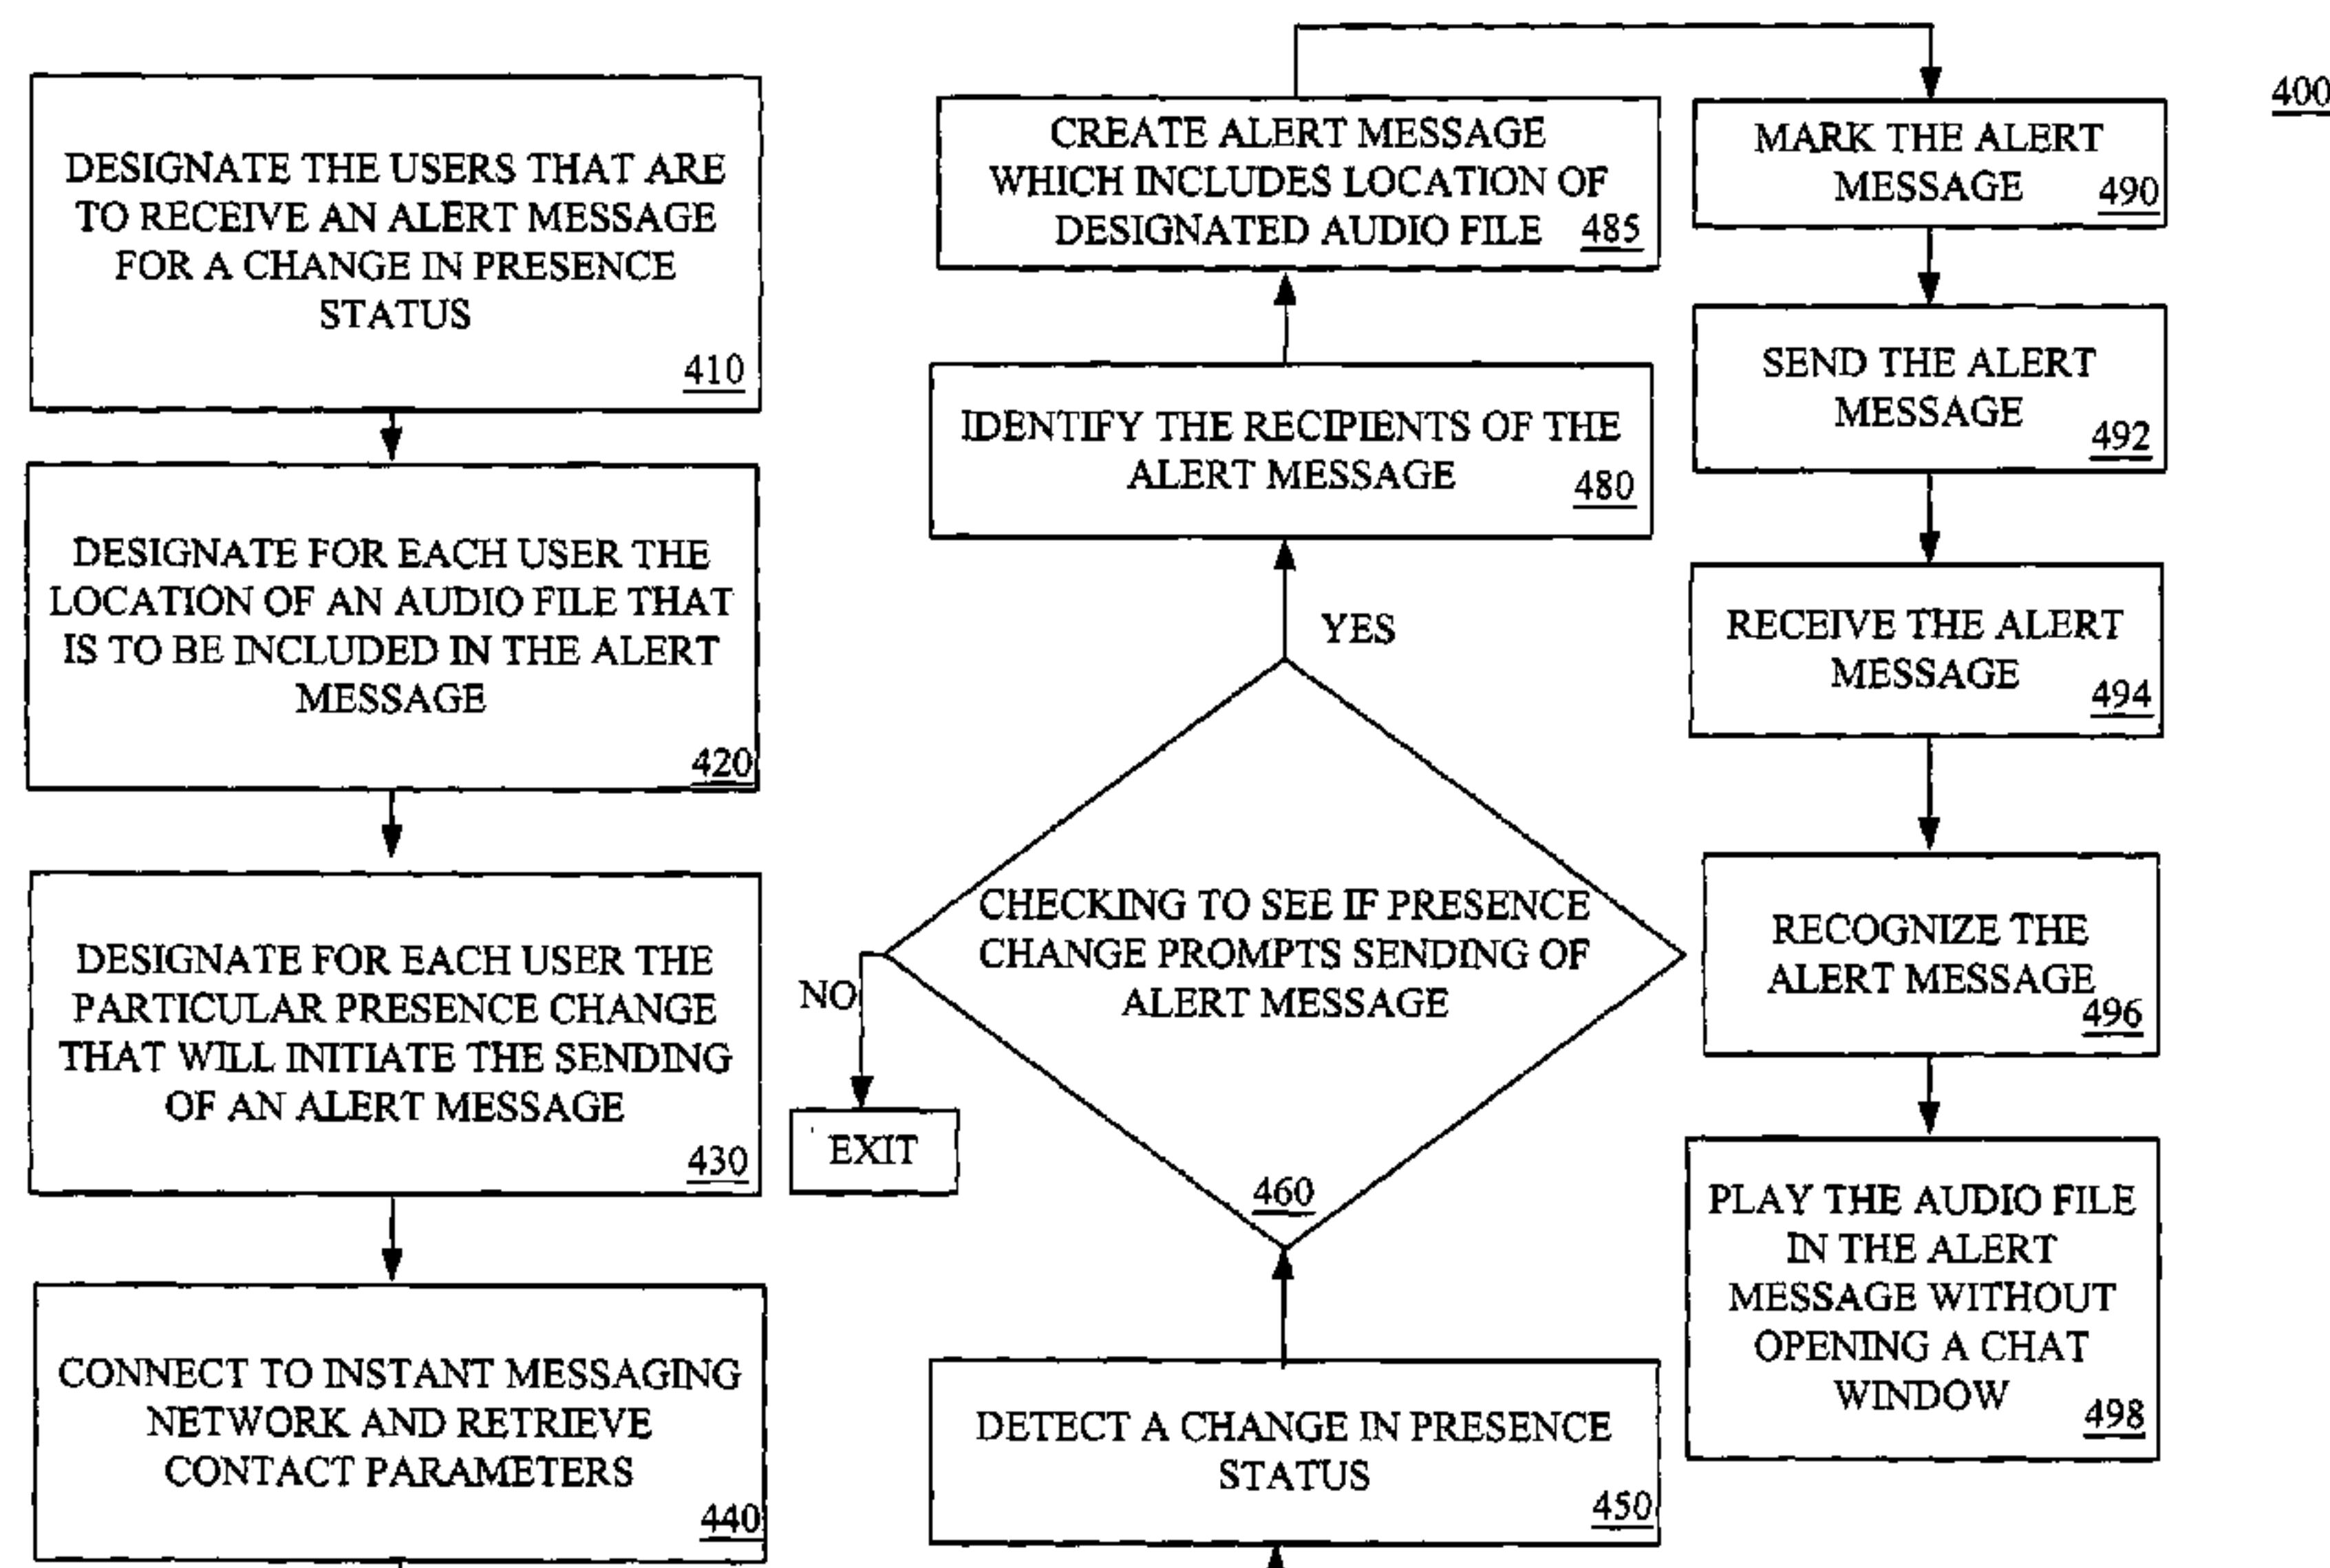 DESIGNATE THE USERS THAT ARE
TO RECEIVE AN ALERT MESSAGE
FOR A CHANGE IN PRESENCE
STATUS
410
DESIGNATE FOR EACH USER THE
LOCATION OF AN AUDIO FILE THAT
IS TO BE INCLUDED IN THE ALERT
MESSAGE
420
DESIGNATE FOR EACH USER THE
PARTICULAR PRESENCE CHANGE
THAT WILL INITIATE THE SENDING
OF AN ALERT MESSAGE
430
CONNECT TO INSTANT MESSAGING
NETWORK AND RETRIEVE
CONTACT PARAMETERS
440
DETECT A CHANGE IN PRESENCE
STATUS
450
CHECKING TO SEE IF PRESENCE
CHANGE PROMPTS SENDING OF
ALERT MESSAGE
460
NO
EXIT
YES
IDENTIFY THE RECIPIENTS OF THE
ALERT MESSAGE
480
CREATE ALERT MESSAGE
WHICH INCLUDES LOCATION OF
DESIGNATED AUDIO FILE 485
MARK THE ALERT
MESSAGE 490
SEND THE ALERT
MESSAGE
492
RECEIVE THE ALERT
MESSAGE
494
RECOGNIZE THE
ALERT MESSAGE
496
PLAY THE AUDIO FILE
IN THE ALERT
MESSAGE WITHOUT
OPENING A CHAT
WINDOW
498
400